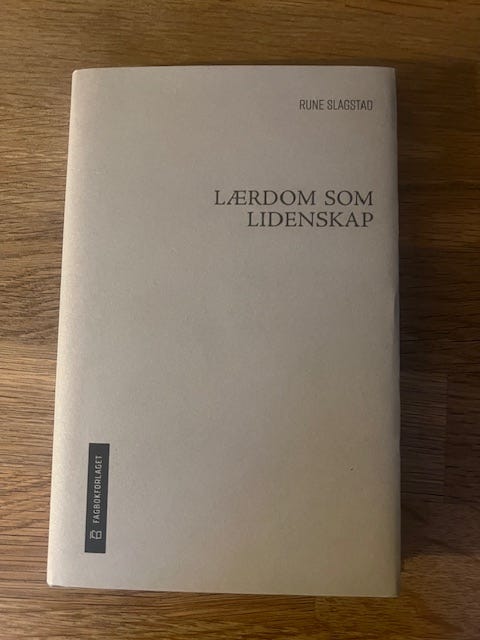 RUNE SLAGSTAD
LÆRDOM SOM
LIDENSKAP
FAGBOKFORLAGET